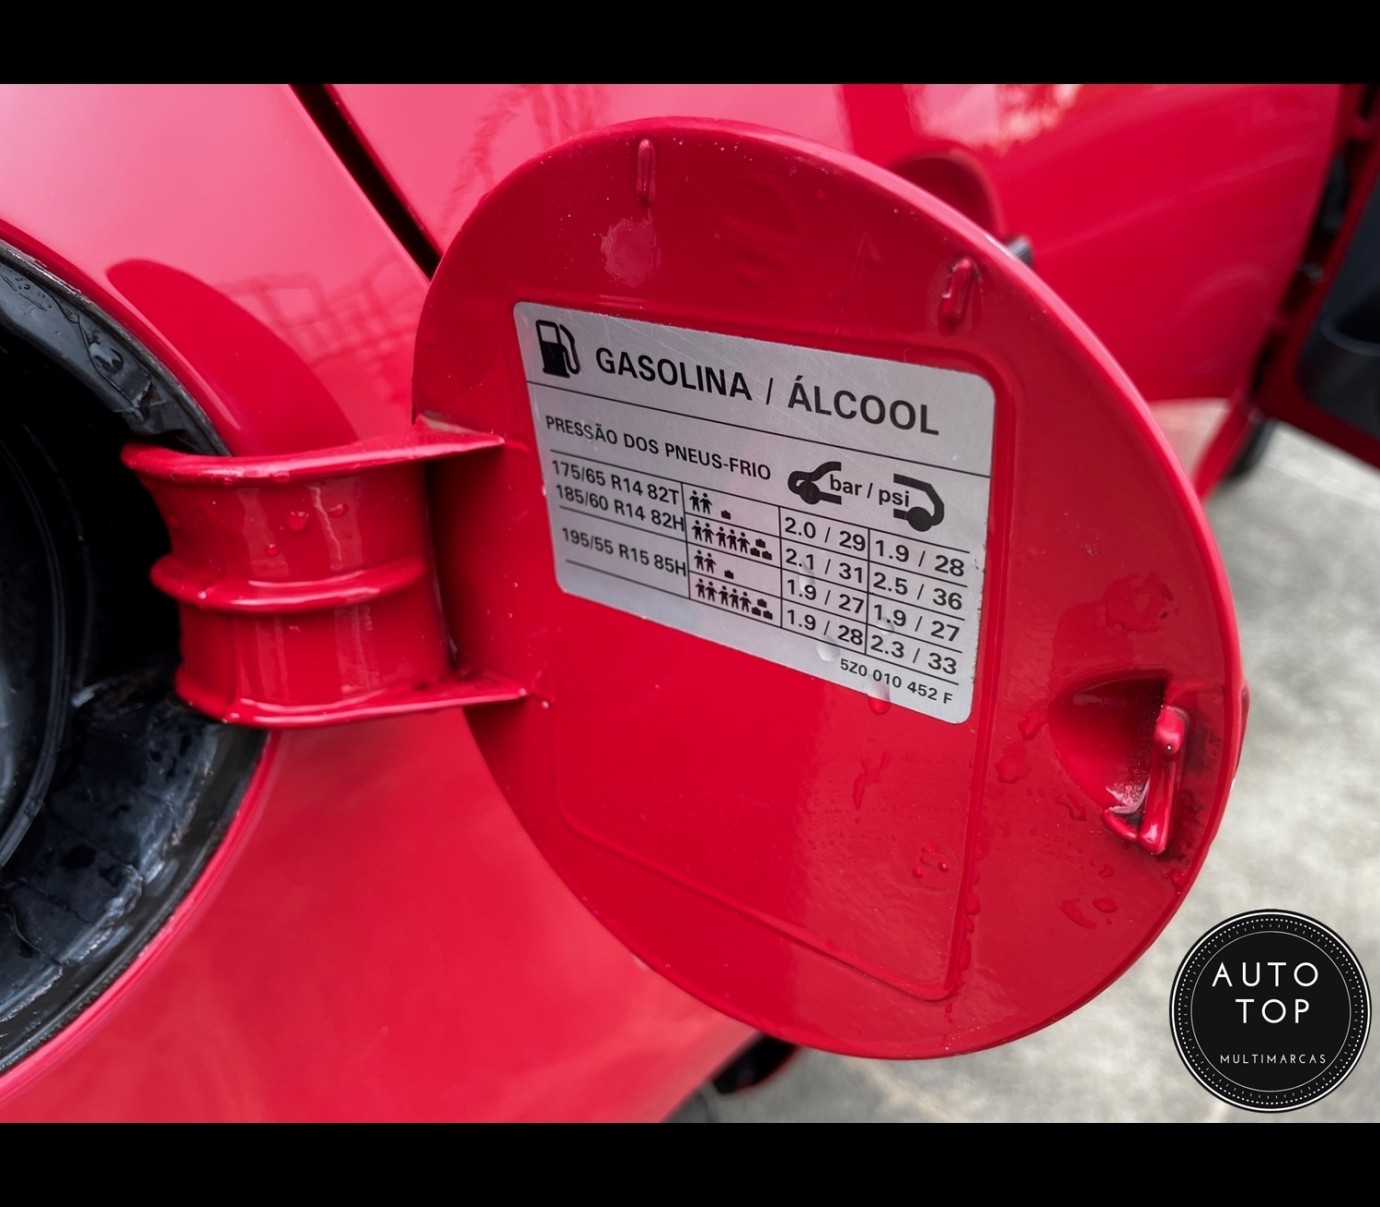 GASOLINA / ÁLCOOL
PRESSÃO DOS PNEUS-FRIO bar / psi
175/65 R14 82T 2.0 / 29 1.9 / 28
185/60 R14 82H 2.1 / 31 2.5 / 36
195/55 R15 85H 1.9 / 27 1.9 / 27
1.9 / 28 2.3 / 33
5Z0 010 452 F
AUTO
TOP
MULTIMARCAS